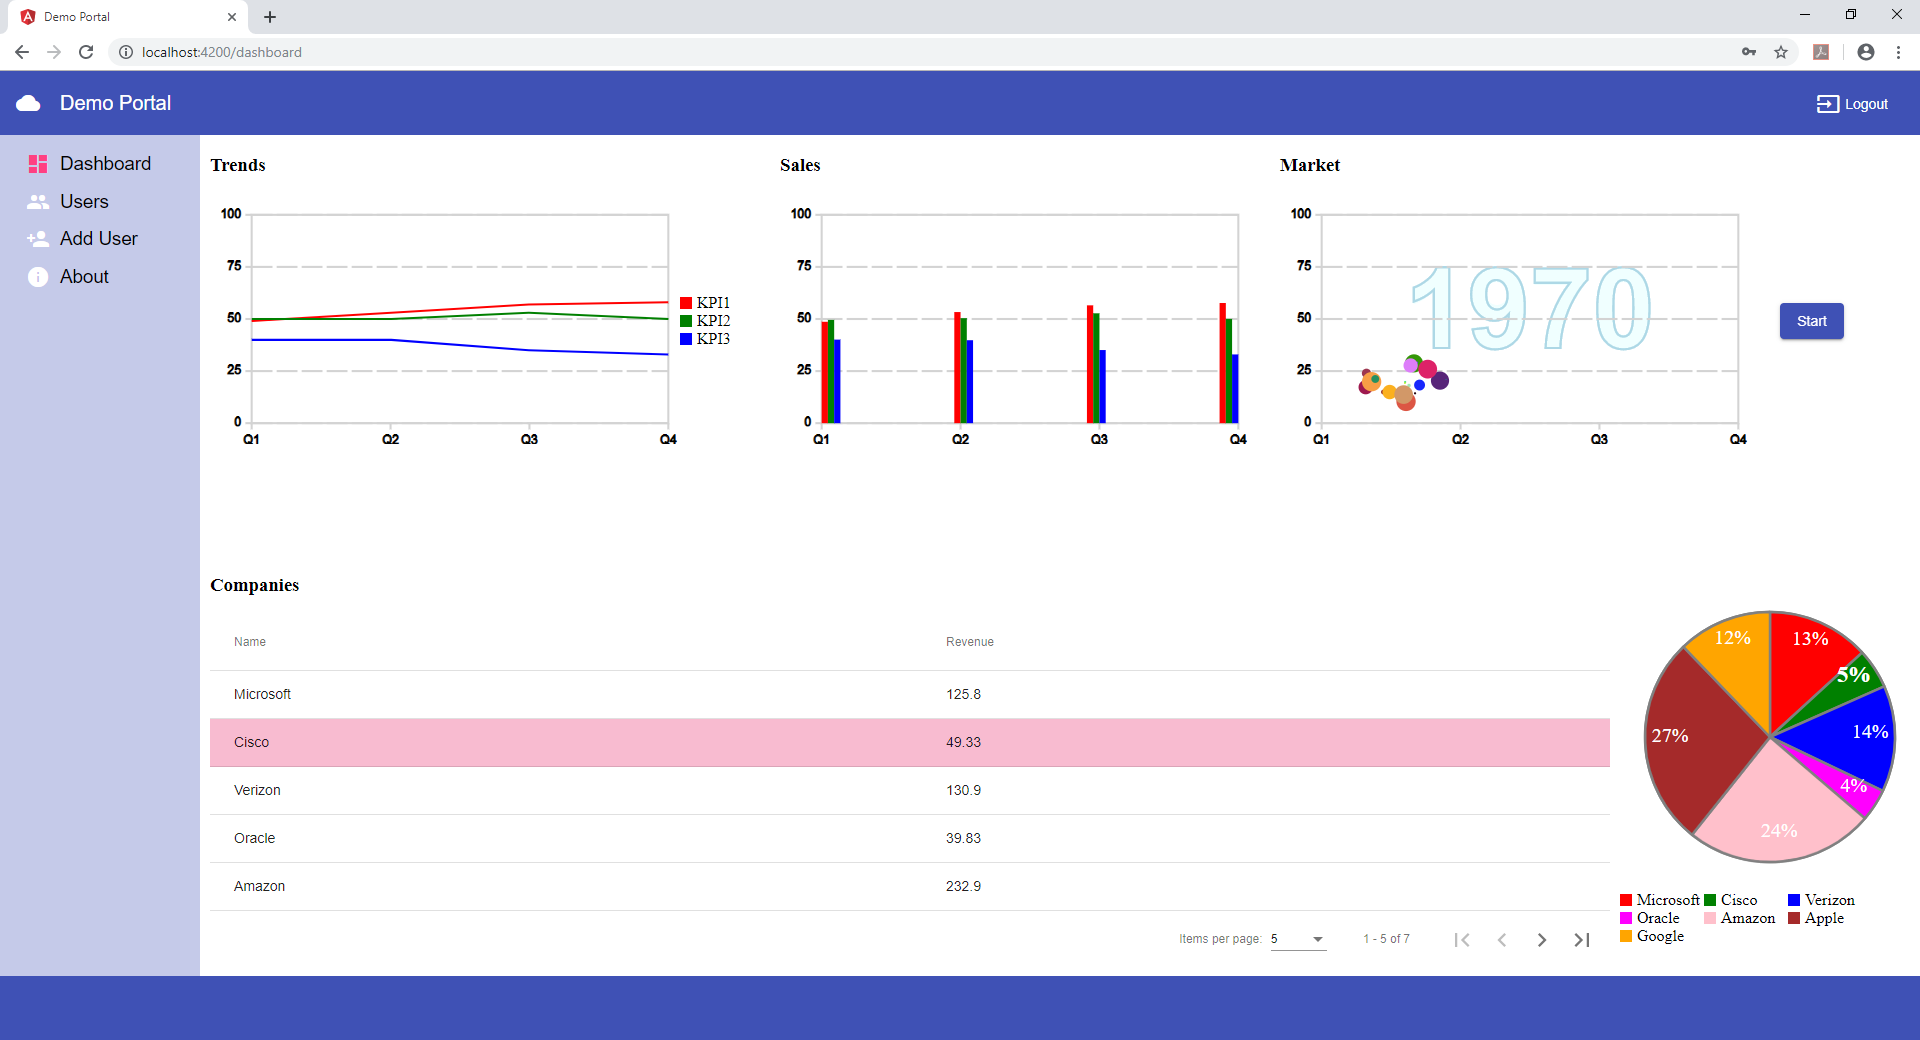 Demo Portal
localhost:4200/dashboard
Demo Portal
Logout
Dashboard
Users
Add User
About
Trends
100
75
50
25
0
Q1 Q2 Q3 Q4
KPI1
KPI2
KPI3
Sales
100
75
50
25
0
Q1 Q2 Q3 Q4
Market
100
75
50
25
0
Q1 Q2 Q3 Q4
1970
Start
Companies
Name Revenue
Microsoft 125.8
Cisco 49.33
Verizon 130.9
Oracle 39.83
Amazon 232.9
Items per page: 5 1 - 5 of 7
12% 13%
5%
27% 14%
4%
24%
Microsoft Cisco Verizon
Oracle Amazon Apple
Google